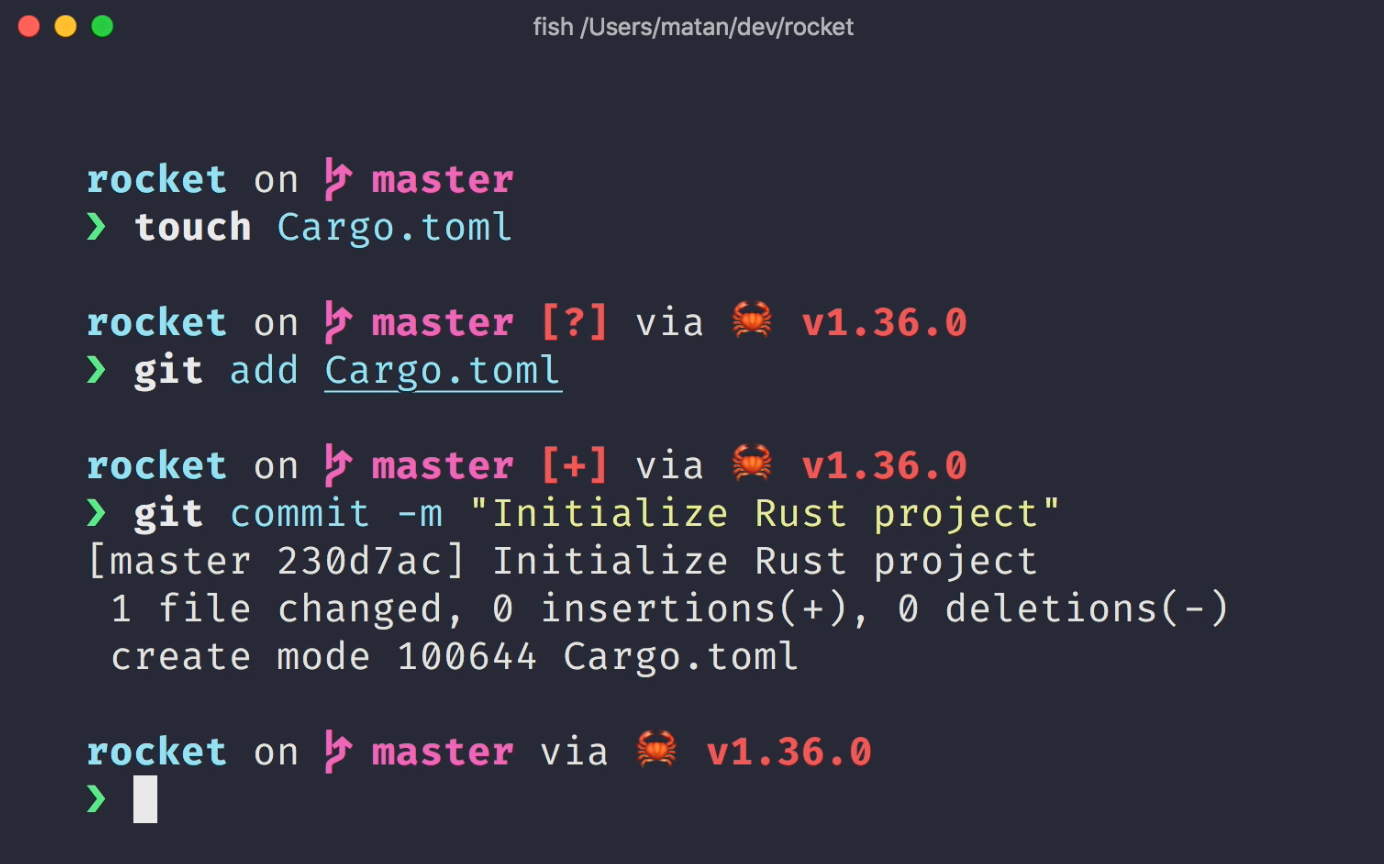 fish /Users/matan/dev/rocket
rocket on master
❯ touch Cargo.toml
rocket on master [?] via 🦀 v1.36.0
❯ git add Cargo.toml
rocket on master [+] via 🦀 v1.36.0
❯ git commit -m "Initialize Rust project"
[master 230d7ac] Initialize Rust project
1 file changed, 0 insertions(+), 0 deletions(-)
create mode 100644 Cargo.toml
rocket on master via 🦀 v1.36.0
❯